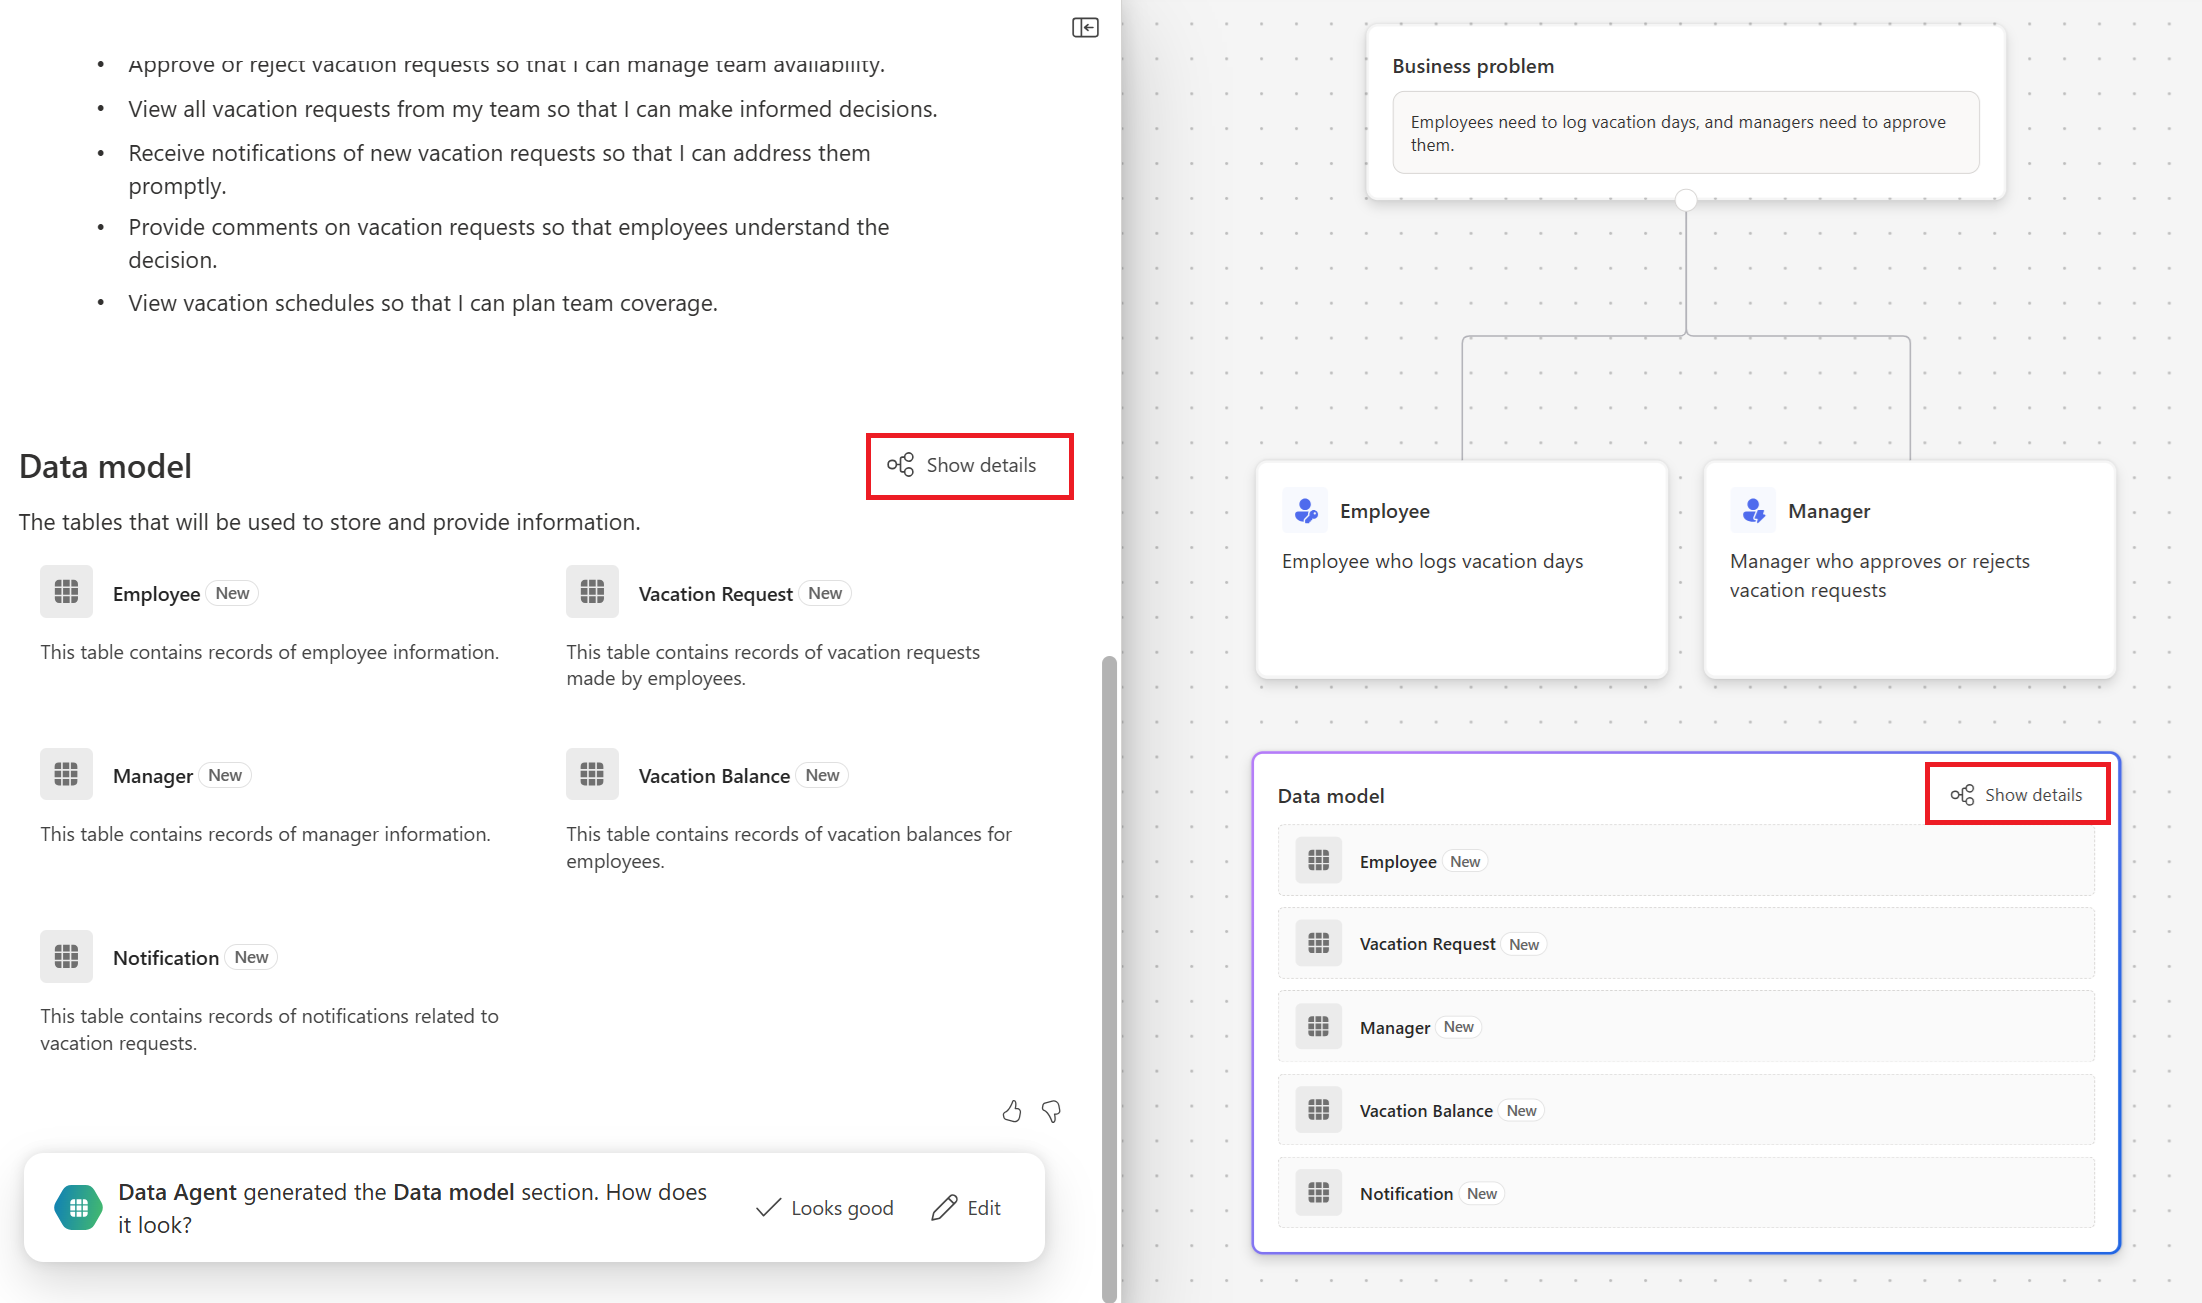 Approve or reject vacation requests so that I can manage team availability.
View all vacation requests from my team so that I can make informed decisions.
Receive notifications of new vacation requests so that I can address them
promptly.
Provide comments on vacation requests so that employees understand the
decision.
View vacation schedules so that I can plan team coverage.
Data model
Show details
The tables that will be used to store and provide information.
Employee New
This table contains records of employee information.
Vacation Request New
This table contains records of vacation requests
made by employees.
Manager New
This table contains records of manager information.
Vacation Balance New
This table contains records of vacation balances for
employees.
Notification New
This table contains records of notifications related to
vacation requests.
Data Agent generated the Data model section. How does
it look?
Looks good
Edit
Business problem
Employees need to log vacation days, and managers need to approve
them.
Employee
Employee who logs vacation days
Manager
Manager who approves or rejects
vacation requests
Data model
Show details
Employee New
Vacation Request New
Manager New
Vacation Balance New
Notification New